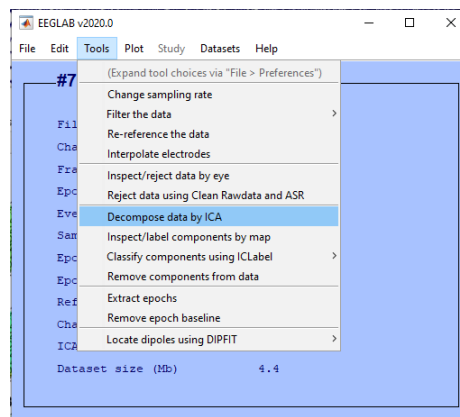 EEGLAB v2020.0
File Edit Tools Plot Study Datasets Help
#7
(Expand tool choices via "File > Preferences")
Change sampling rate
Filter the data
Re-reference the data
Interpolate electrodes
Inspect/reject data by eye
Reject data using Clean Rawdata and ASR
Decompose data by ICA
Inspect/label components by map
Classify components using ICLabel
Remove components from data
Extract epochs
Remove epoch baseline
Locate dipoles using DIPFIT
Fil
Cha
Fra
Epo
Eve
Sam
Epo
Epo
Ref
Cha
ICA
Dataset size (Mb) 4.4